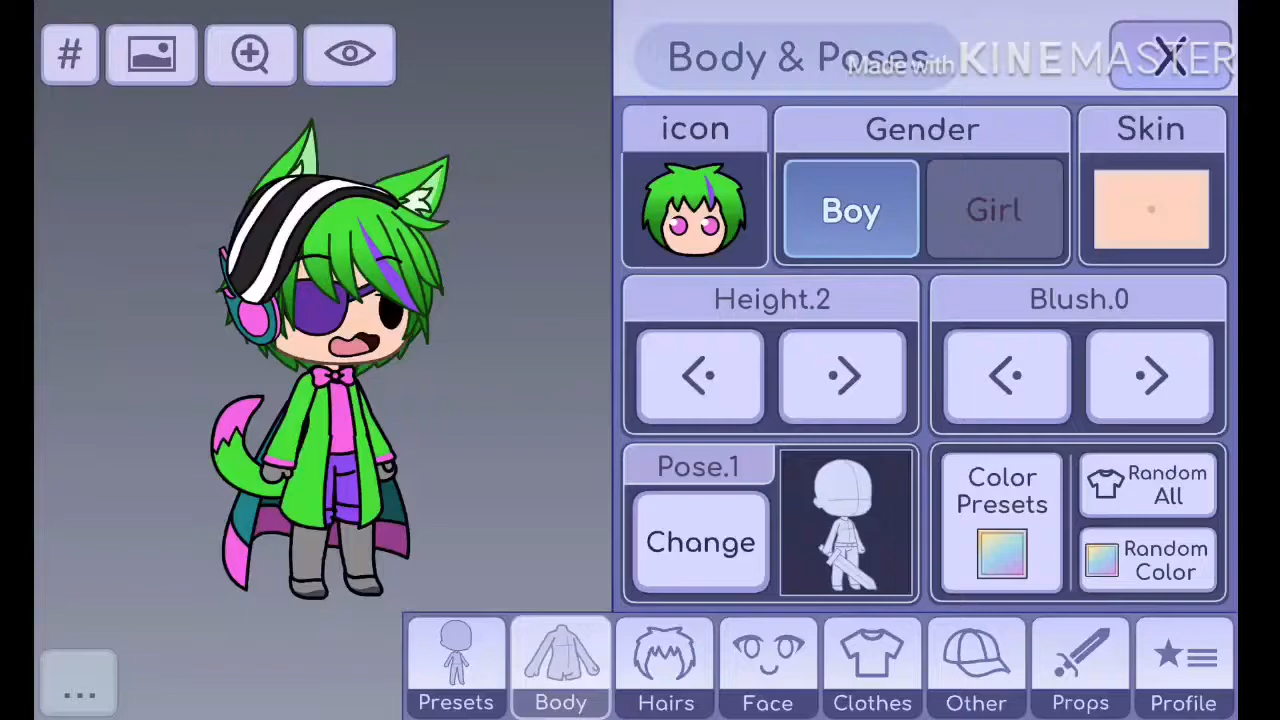 #
Body & Poses
Made with KINEMASTER
X
icon
Gender
Skin
Boy
Girl
Height.2
Blush.0
Pose.1
Change
Color
Presets
Random
All
Random
Color
...
Presets
Body
Hairs
Face
Clothes
Other
Props
Profile